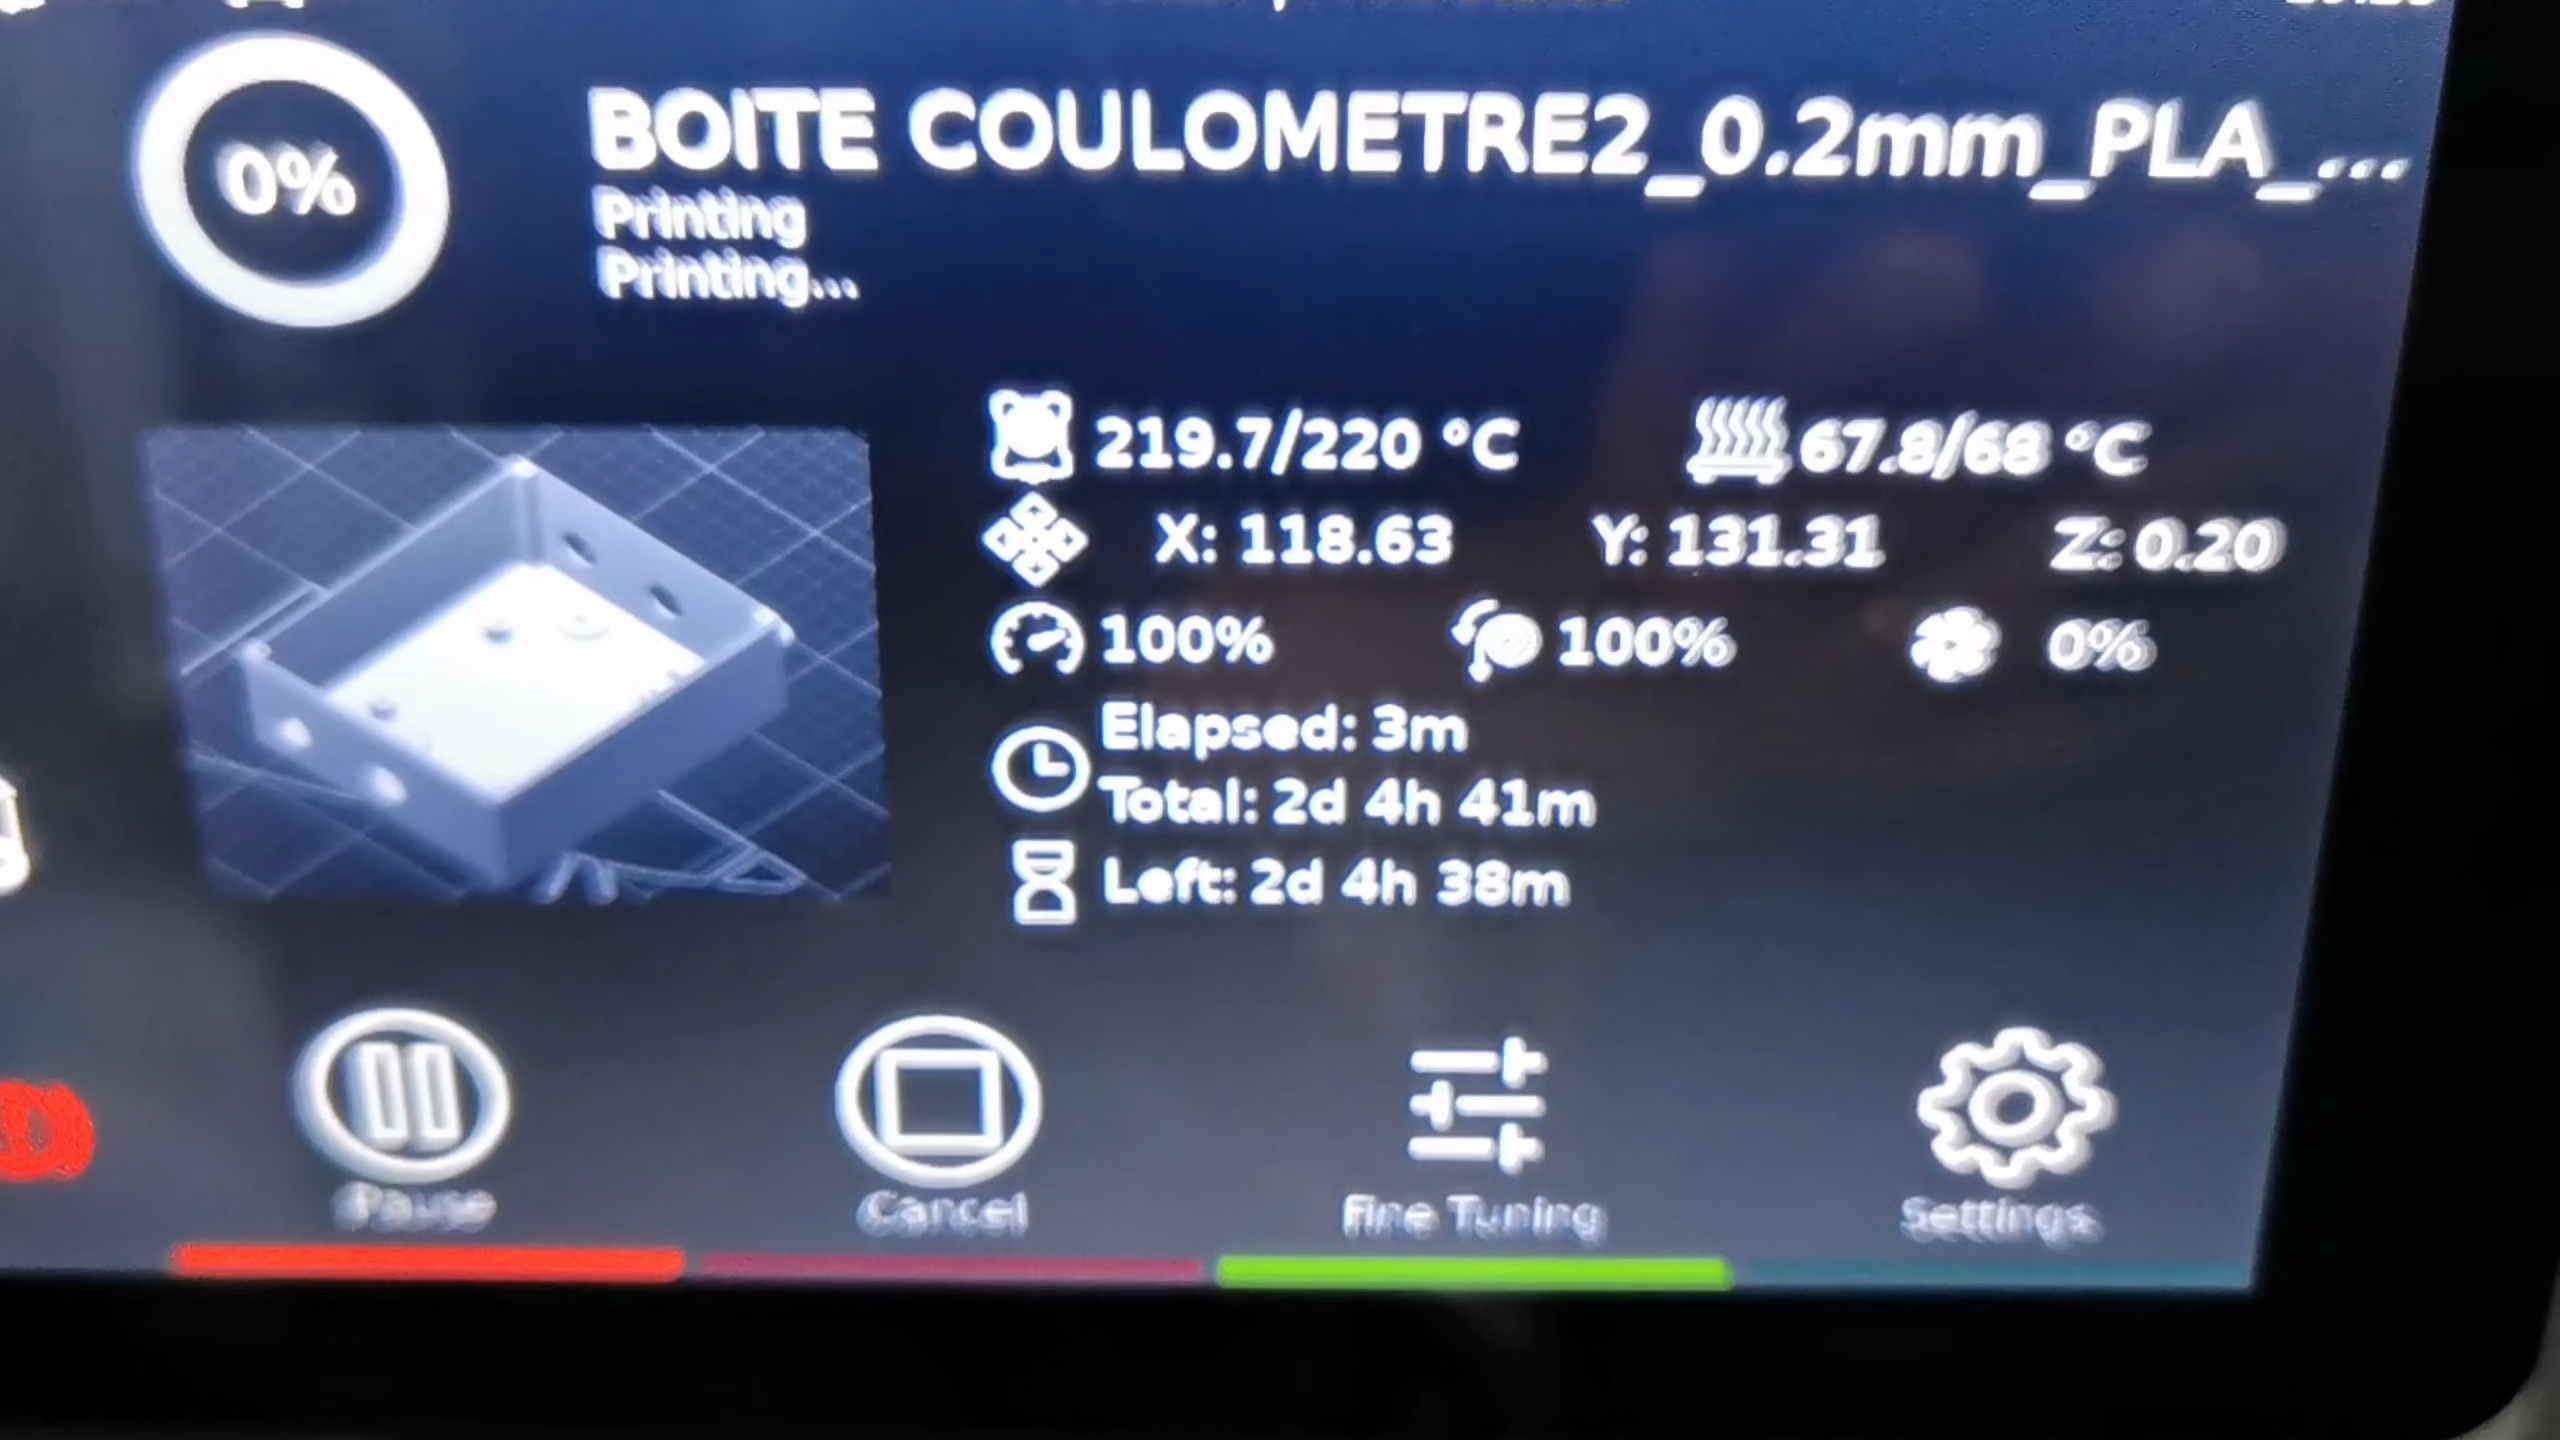 0%
BOITE COULOMETRE2_0.2mm_PLA_...
Printing
Printing...
219.7/220 °C 67.8/68 °C
X: 118.63 Y: 131.31 Z: 0.20
100% 100% 0%
Elapsed: 3m
Total: 2d 4h 41m
Left: 2d 4h 38m
Pause Cancel Fine Tuning Settings